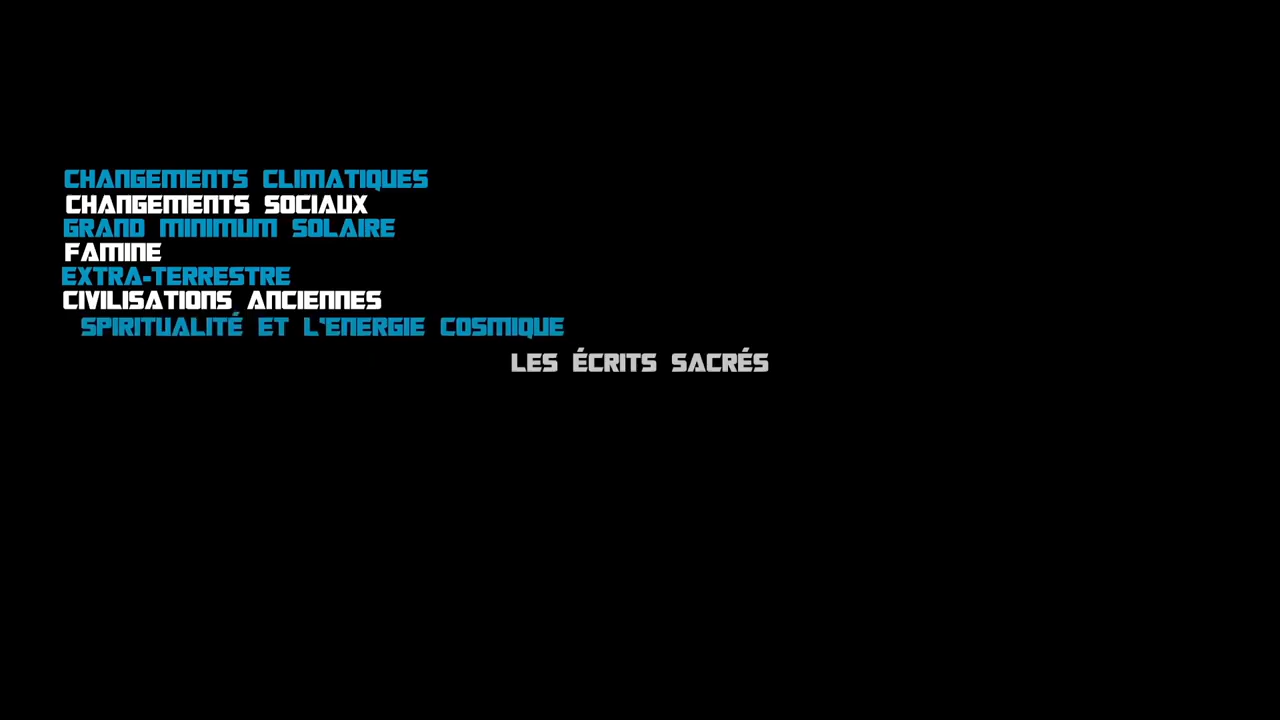 CHANGEMENTS CLIMATIQUES
CHANGEMENTS SOCIAUX
GRAND MINIMUM SOLAIRE
FAMINE
EXTRA-TERRESTRE
CIVILISATIONS ANCIENNES
SPIRITUALITÉ ET L'ENERGIE COSMIQUE
LES ÉCRITS SACRÉS